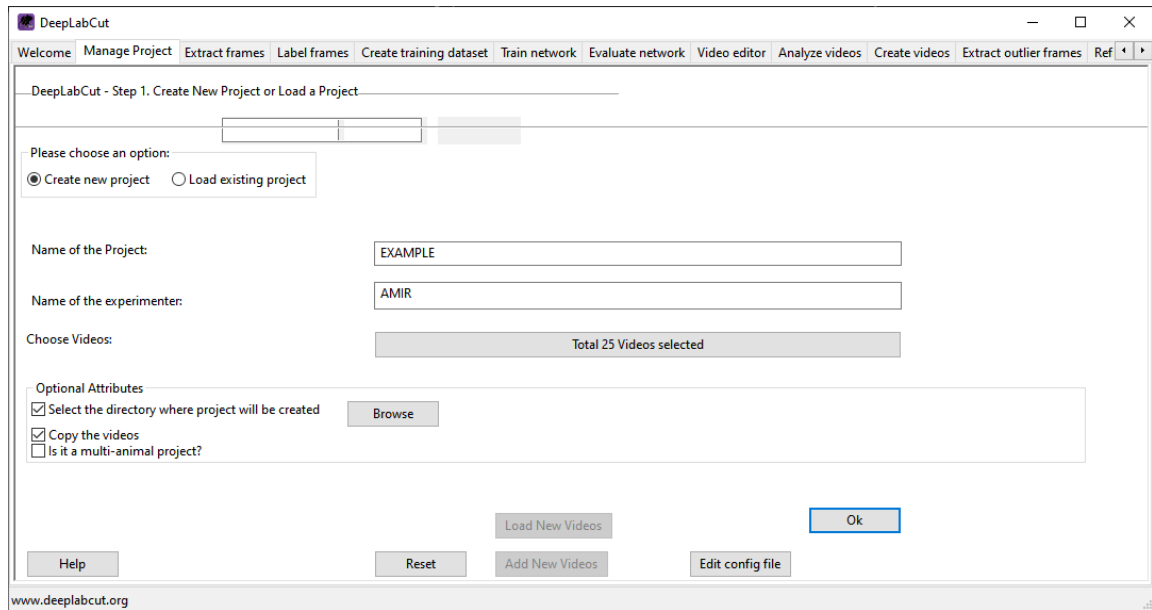 DeepLabCut
Welcome Manage Project Extract frames Label frames Create training dataset Train network Evaluate network Video editor Analyze videos Create videos Extract outlier frames Ref
DeepLabCut - Step 1. Create New Project or Load a Project
Please choose an option:
Create new project Load existing project
Name of the Project: EXAMPLE
Name of the experimenter: AMIR
Choose Videos: Total 25 Videos selected
Optional Attributes
Select the directory where project will be created Browse
Copy the videos
Is it a multi-animal project?
Load New Videos Ok
Help Reset Add New Videos Edit config file
www.deeplabcut.org